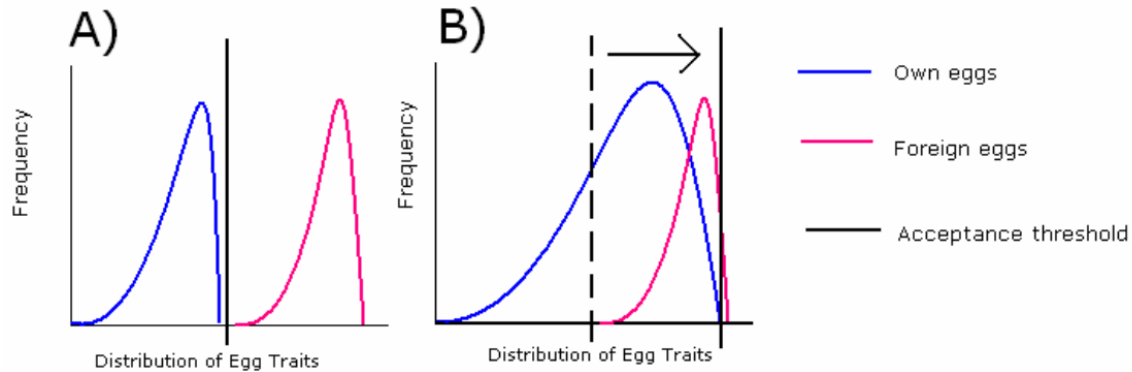 A)
B)
Own eggs
Foreign eggs
Acceptance threshold
Frequency
Frequency
Distribution of Egg Traits
Distribution of Egg Traits